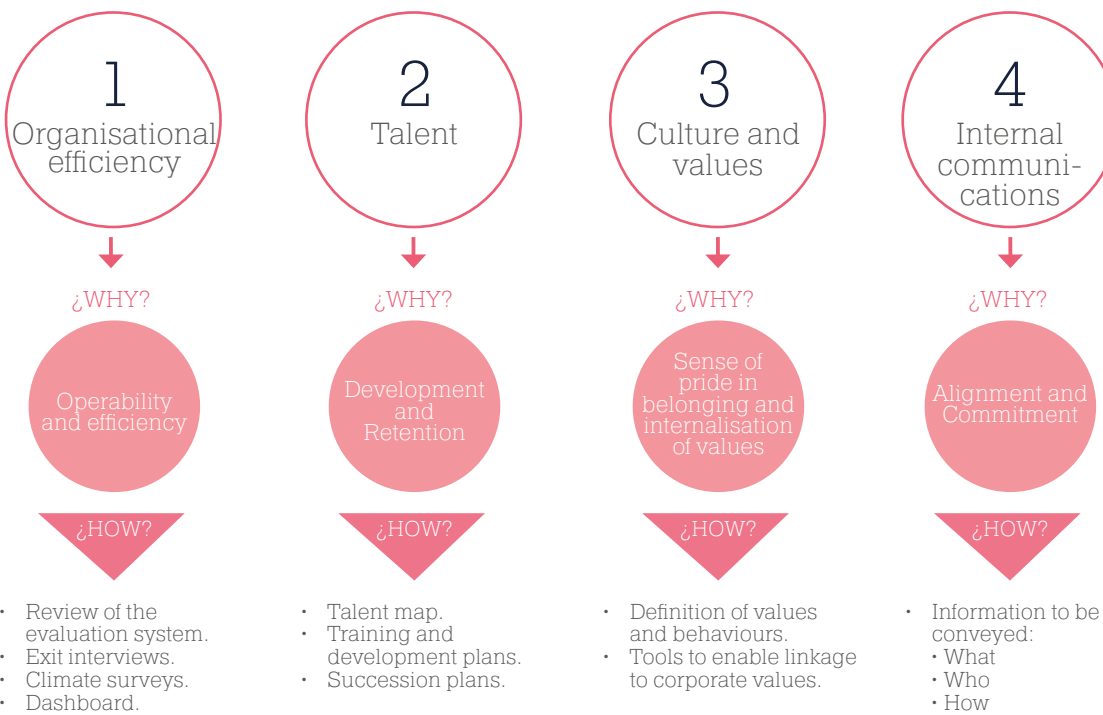 1
Organisational
efficiency
¿WHY?
Operability
and efficiency
¿HOW?
• Review of the
evaluation system.
• Exit interviews.
• Climate surveys.
• Dashboard.
2
Talent
¿WHY?
Development
and
Retention
¿HOW?
• Talent map.
• Training and
development plans.
• Succession plans.
3
Culture and
values
¿WHY?
Sense of
pride in
belonging and
internalisation
of values
¿HOW?
• Definition of values
and behaviours.
• Tools to enable linkage
to corporate values.
4
Internal
communi-
cations
¿WHY?
Alignment and
Commitment
¿HOW?
• Information to be
conveyed:
• What
• Who
• How